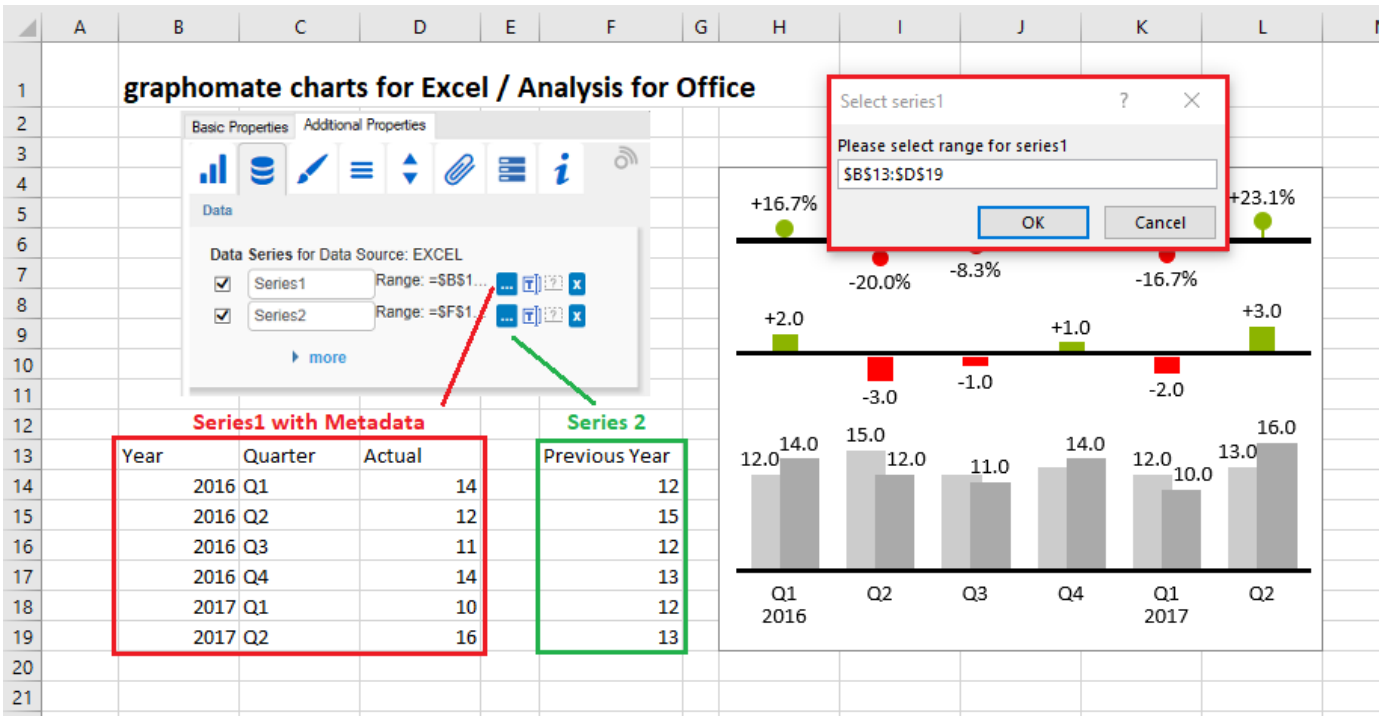 A B C D E F G H I J K L
1 graphomate charts for Excel / Analysis for Office
2
3
4
5
6
7
8
9
10
11
12
13
14
15
16
17
18
19
20
21
Basic Properties Additional Properties
Data
Data Series for Data Source: EXCEL
Series1 Range: =$B$1... ... T ? x
Series2 Range: =$F$1... ... T ? x
more
Series1 with Metadata
Series 2
Year Quarter Actual Previous Year
2016 Q1 14 12
2016 Q2 12 15
2016 Q3 11 12
2016 Q4 14 13
2017 Q1 10 12
2017 Q2 16 13
Select series1 ? ×
Please select range for series1
$B$13:$D$19
OK Cancel
+16.7% +23.1%
-20.0% -8.3% -16.7%
+2.0 +1.0 +3.0
-3.0 -1.0 -2.0
12.0 14.0 15.0 12.0 11.0 14.0 12.0 10.0 13.0 16.0
Q1 Q2 Q3 Q4 Q1 Q2
2016 2017